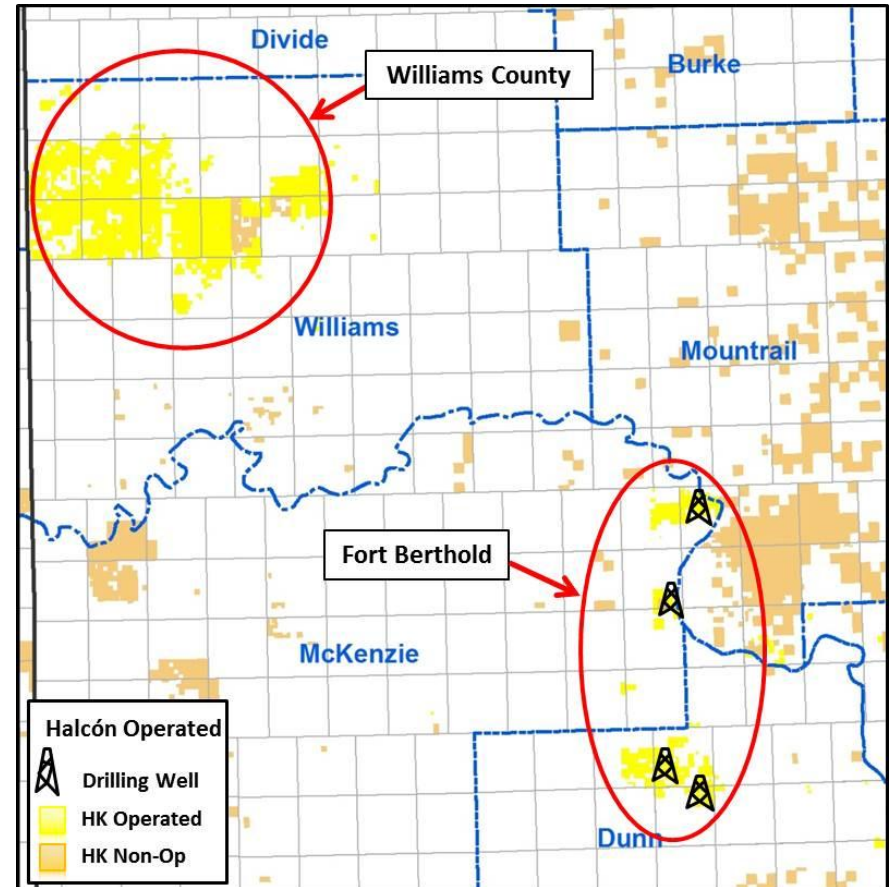 Divide
Burke
Williams County
Williams
Mountrail
Fort Berthold
McKenzie
Dunn
Halcón Operated
Drilling Well
HK Operated
HK Non-Op